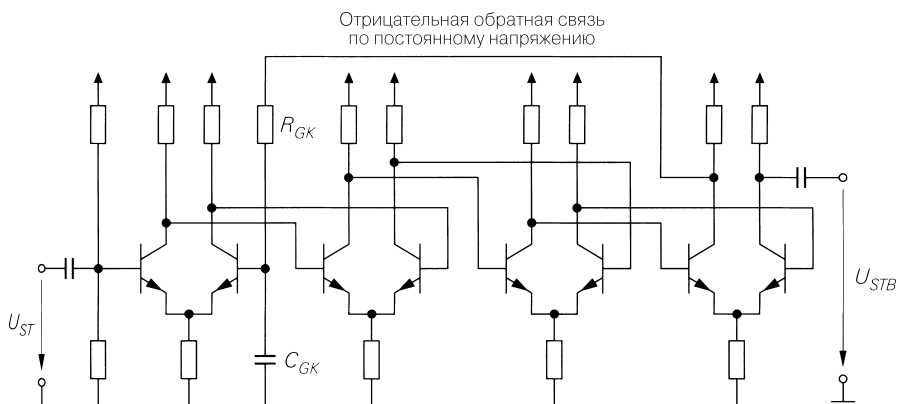 Отрицательная обратная связь
по постоянному напряжению
R_GK
U_ST
C_GK
U_STB